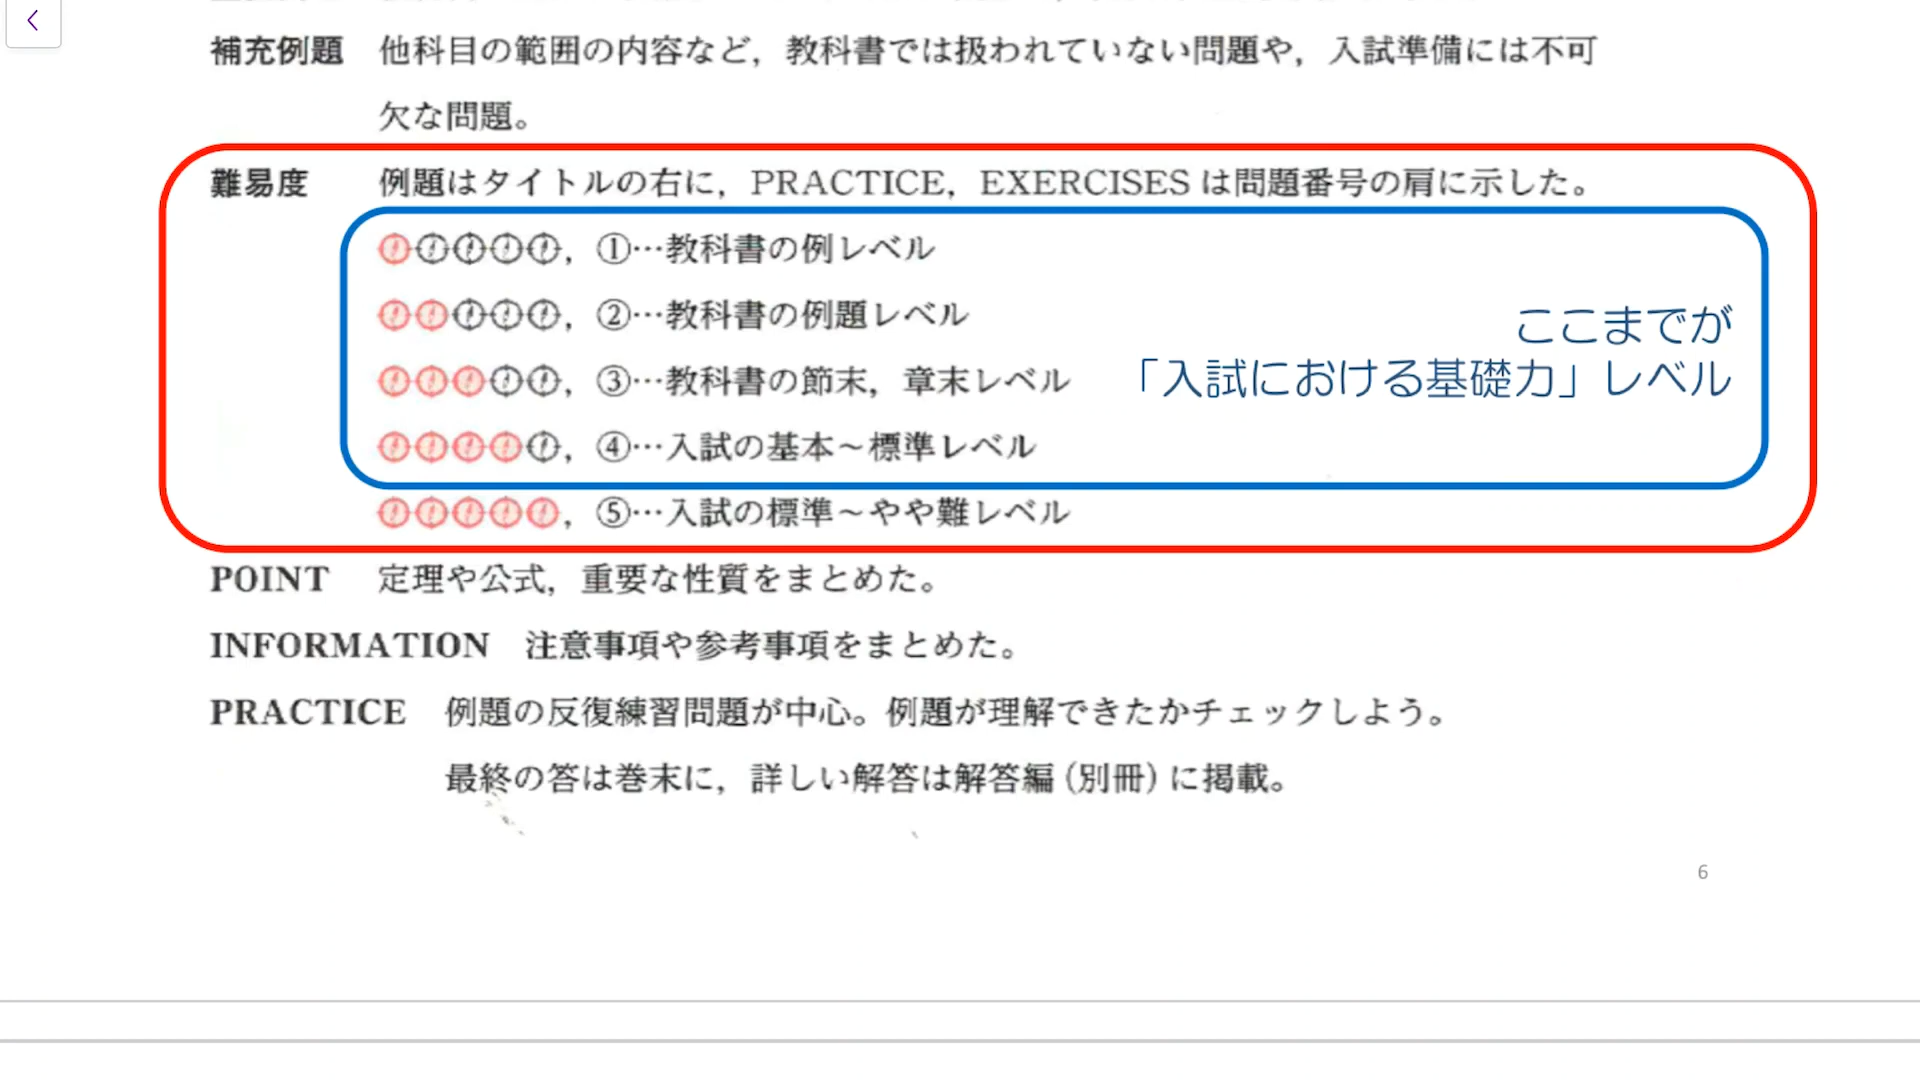 補充例題 他科目の範囲の内容など，教科書では扱われていない問題や，入試準備には不可
欠な問題。
難易度 例題はタイトルの右に，PRACTICE，EXERCISES は問題番号の肩に示した。
，①…教科書の例レベル
，②…教科書の例題レベル
，③…教科書の節末，章末レベル
，④…入試の基本～標準レベル
，⑤…入試の標準～やや難レベル
ここまでが
「入試における基礎力」レベル
POINT 定理や公式，重要な性質をまとめた。
INFORMATION 注意事項や参考事項をまとめた。
PRACTICE 例題の反復練習問題が中心。例題が理解できたかチェックしよう。
最終の答は巻末に，詳しい解答は解答編（別冊）に掲載。
6